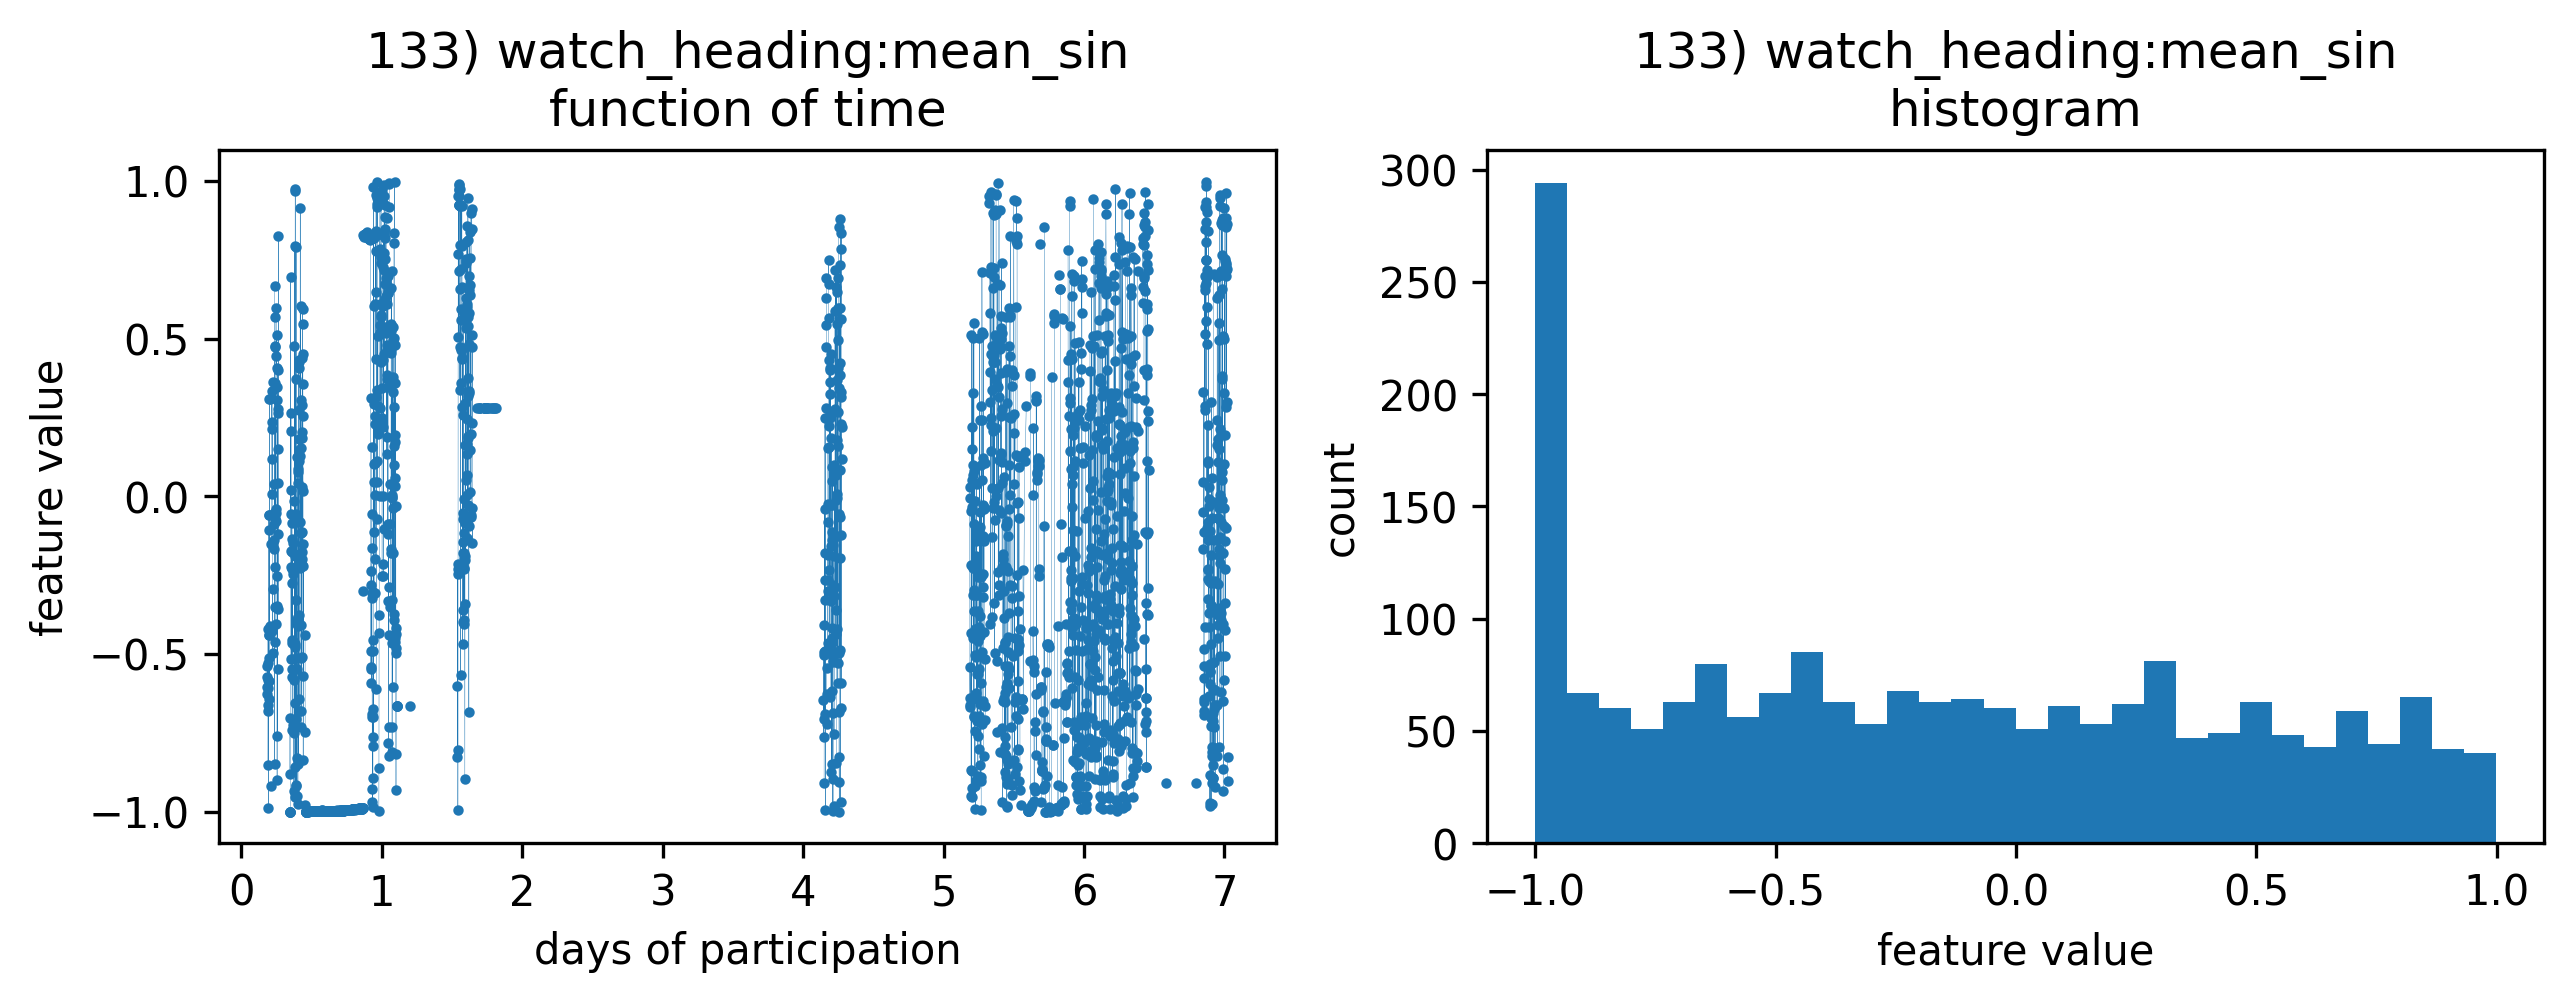 133) watch_heading:mean_sin
function of time
1.0
0.5
0.0
−0.5
−1.0
feature value
0 1 2 3 4 5 6 7
days of participation
133) watch_heading:mean_sin
histogram
300
250
200
150
100
50
0
count
−1.0 −0.5 0.0 0.5 1.0
feature value